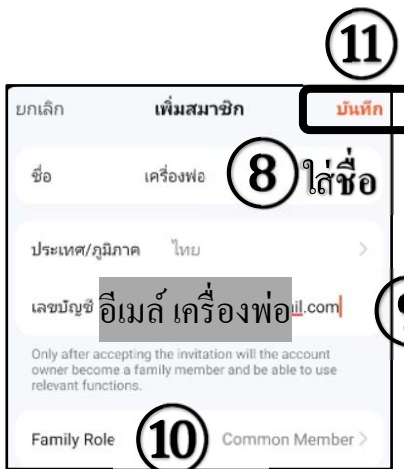 11
ยกเลิก เพิ่มสมาชิก บันทึก
ชื่อ เครื่องพ่อ 8 ใส่ชื่อ
ประเทศ/ภูมิภาค ไทย >
เลขบัญชี อีเมล์ เครื่องพ่อ il.com
Only after accepting the invitation will the account
owner become a family member and be able to use
relevant functions.
Family Role 10 Common Member >